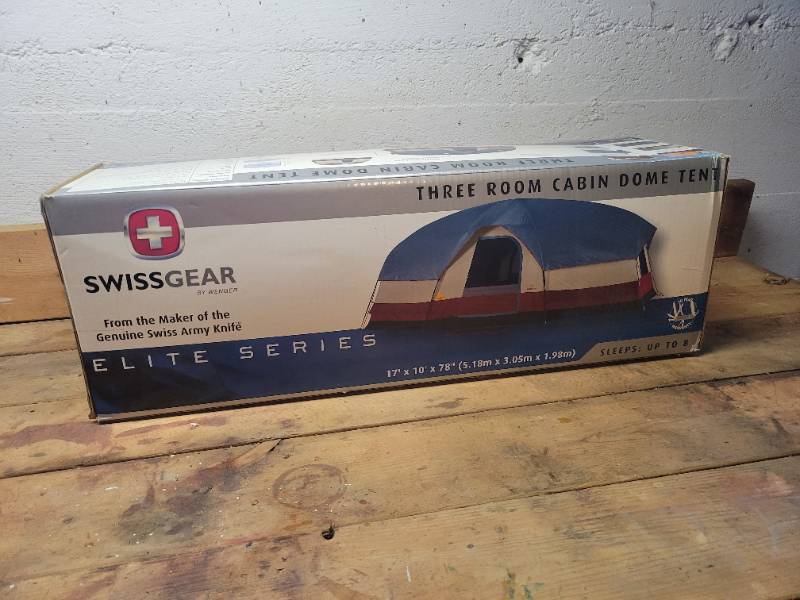 THREE ROOM CABIN DOME TENT
THREE ROOM CABIN DOME TENT
SWISSGEAR
BY WENGER
From the Maker of the
Genuine Swiss Army Knife
ELITE SERIES
17' x 10' x 78" (5.18m x 3.05m x 1.98m)
SLEEPS: UP TO 8